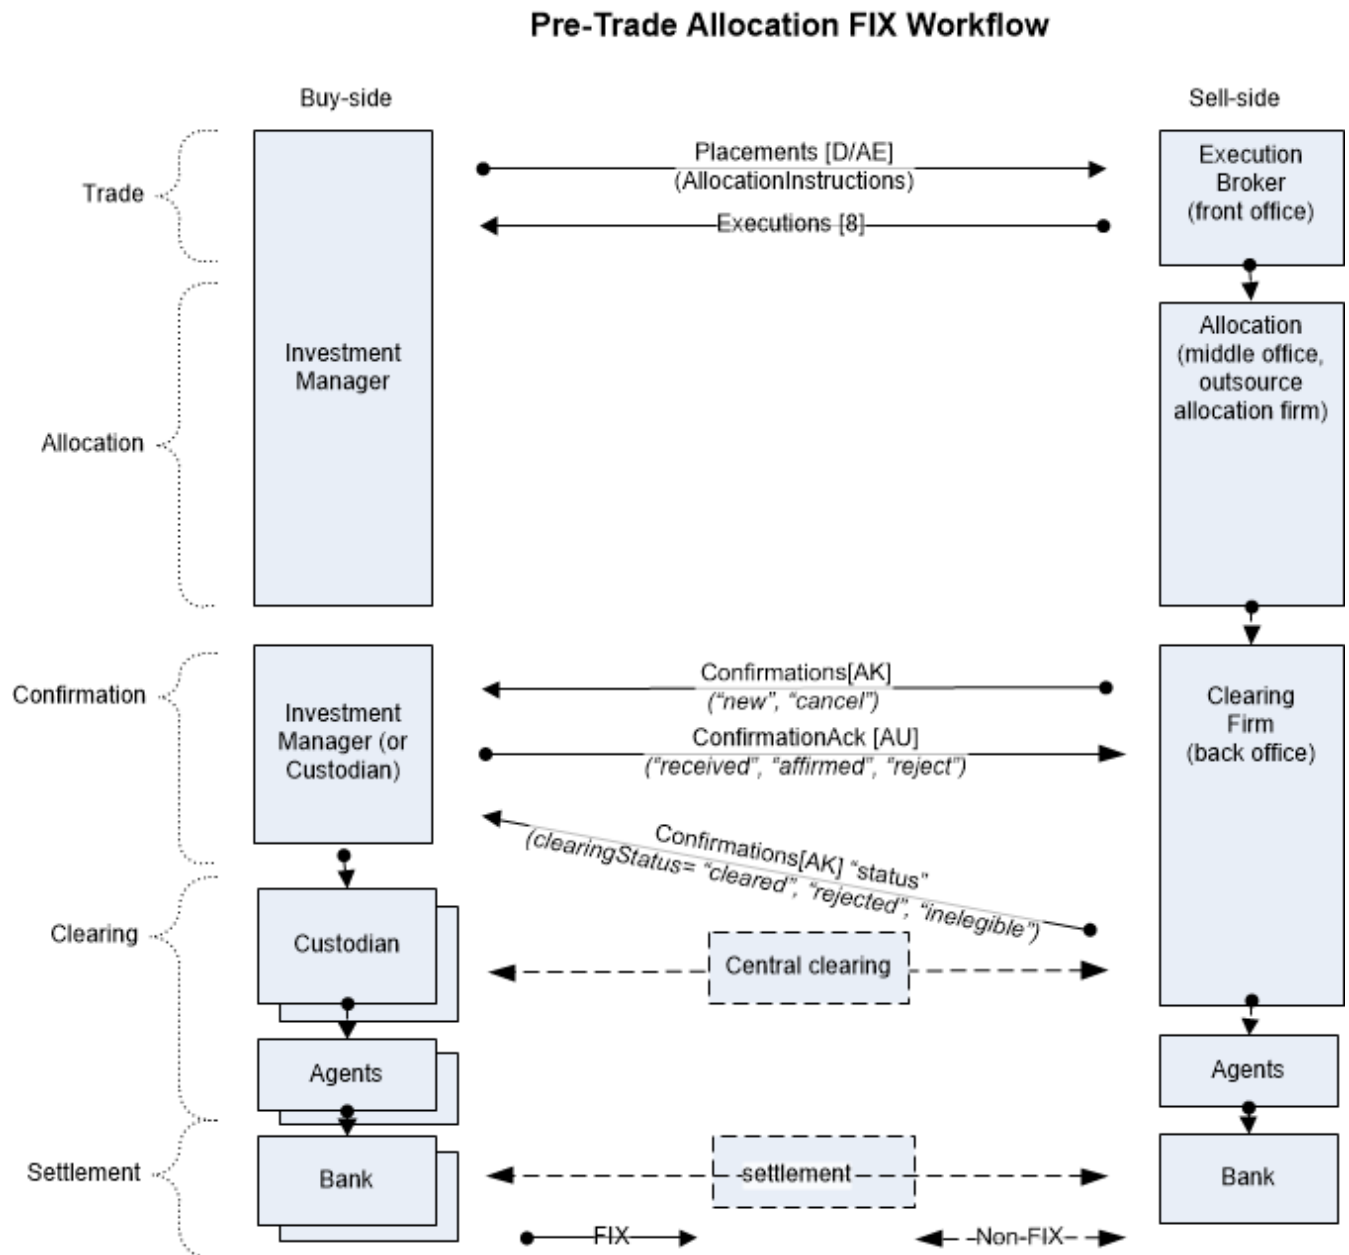 Pre-Trade Allocation FIX Workflow
Buy-side
Sell-side
Trade
Placements [D/AE]
(AllocationInstructions)
Executions [8]
Execution
Broker
(front office)
Allocation
Investment
Manager
Allocation
(middle office,
outsource
allocation firm)
Confirmation
Investment
Manager (or
Custodian)
Confirmations[AK]
(“new”, “cancel”)
ConfirmationAck [AU]
(“received”, “affirmed”, “reject”)
Confirmations[AK] “status”
(clearingStatus= “cleared”, “rejected”, “inelegible”)
Clearing
Firm
(back office)
Clearing
Custodian
Central clearing
Agents
Agents
Settlement
Bank
settlement
Bank
FIX
Non-FIX